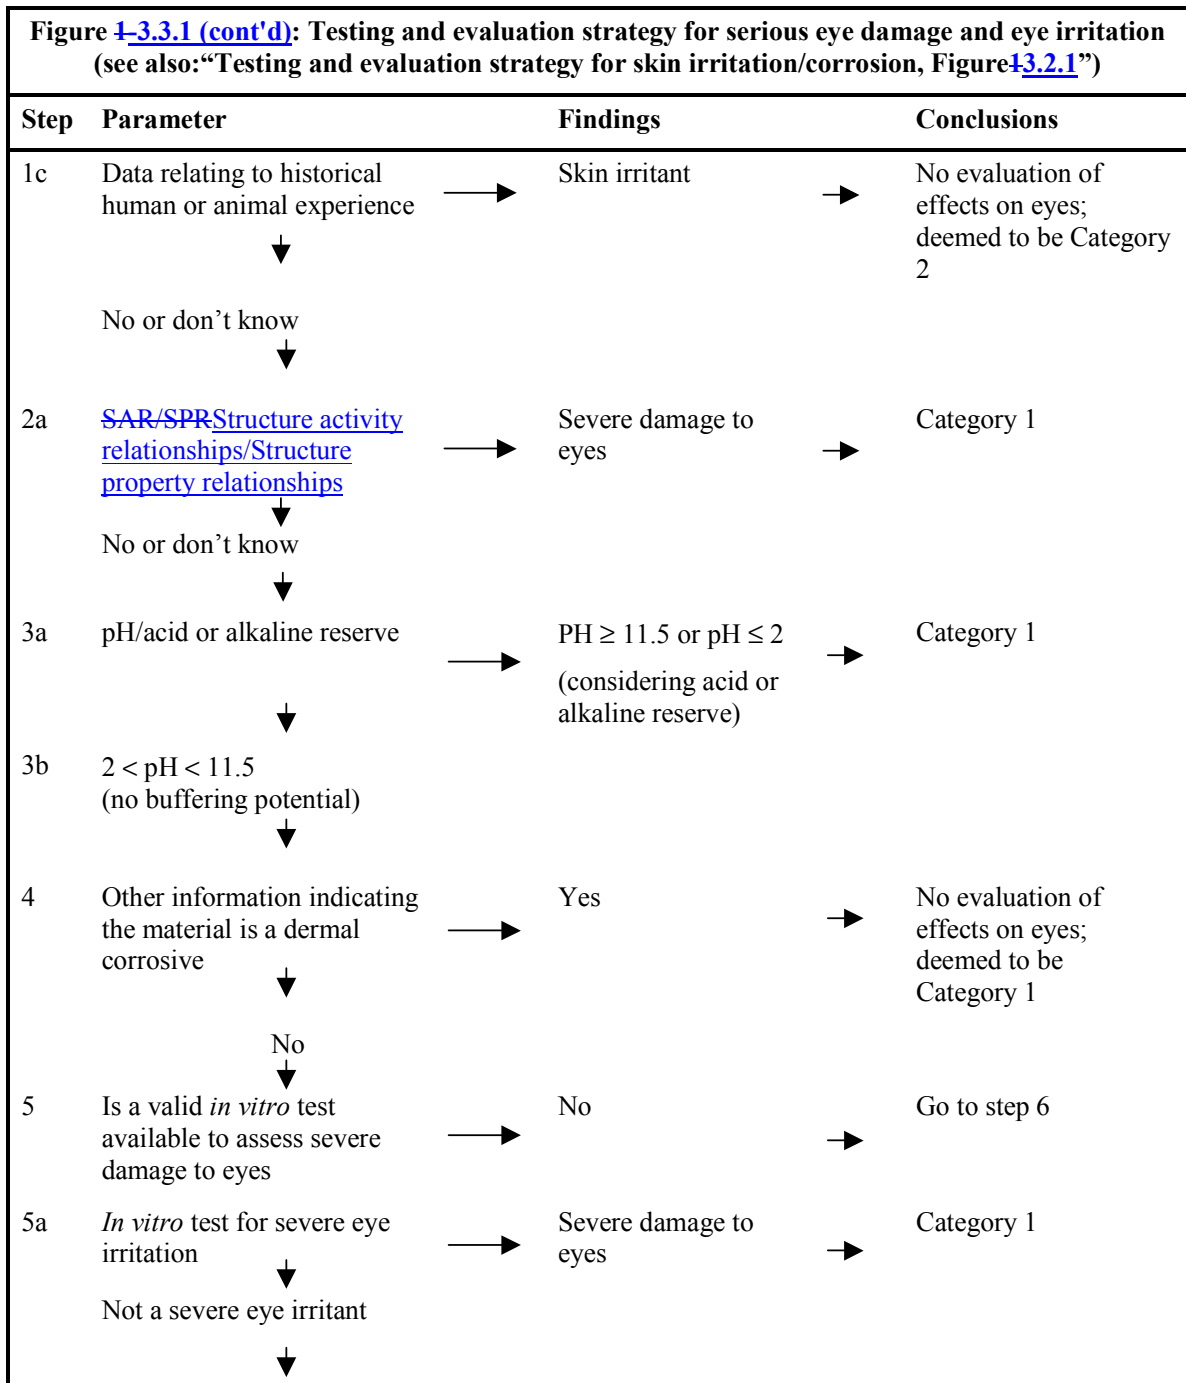 Figure 1-3.3.1 (cont'd): Testing and evaluation strategy for serious eye damage and eye irritation
(see also:“Testing and evaluation strategy for skin irritation/corrosion, Figure13.2.1”)
Step Parameter Findings Conclusions
1c Data relating to historical Skin irritant No evaluation of
human or animal experience effects on eyes;
deemed to be Category
2
No or don’t know
2a SAR/SPRStructure activity Severe damage to Category 1
relationships/Structure eyes
property relationships
No or don’t know
3a pH/acid or alkaline reserve PH ≥ 11.5 or pH ≤ 2 Category 1
(considering acid or
alkaline reserve)
3b 2 < pH < 11.5
(no buffering potential)
4 Other information indicating Yes No evaluation of
the material is a dermal effects on eyes;
corrosive deemed to be
Category 1
No
5 Is a valid in vitro test No Go to step 6
available to assess severe
damage to eyes
5a In vitro test for severe eye Severe damage to Category 1
irritation eyes
Not a severe eye irritant